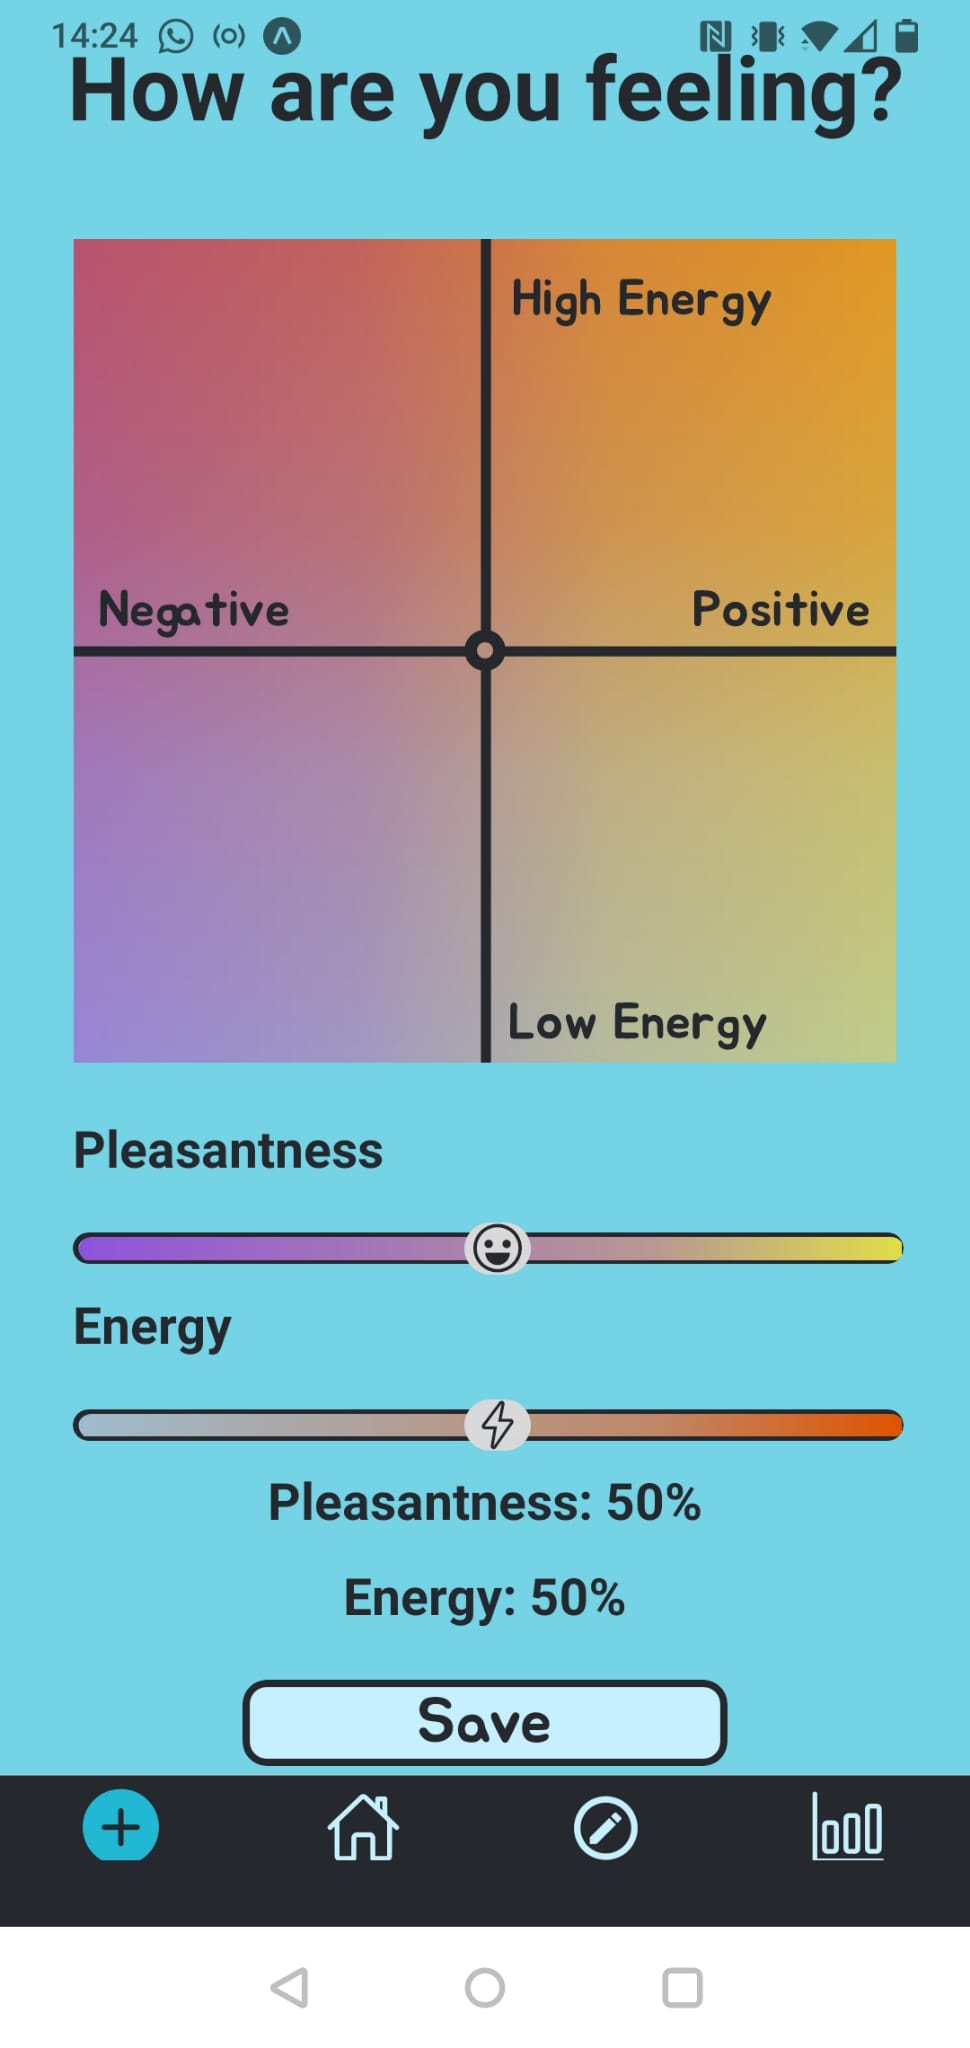 14:24
How are you feeling?
High Energy
Negative Positive
Low Energy
Pleasantness
Energy
Pleasantness: 50%
Energy: 50%
Save